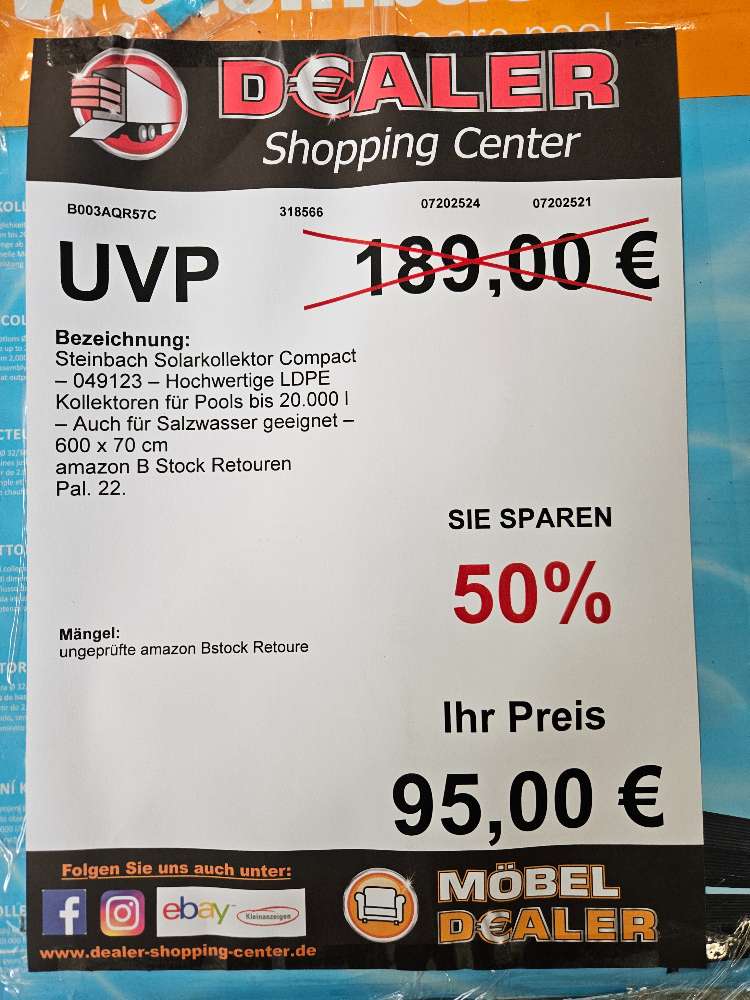 D€ALER
Shopping Center
B003AQR57C 318566 07202524 07202521
UVP 189,00 €
Bezeichnung:
Steinbach Solarkollektor Compact
– 049123 – Hochwertige LDPE
Kollektoren für Pools bis 20.000 l
– Auch für Salzwasser geeignet –
600 x 70 cm
amazon B Stock Retouren
Pal. 22.
SIE SPAREN
50%
Mängel:
ungeprüfte amazon Bstock Retoure
Ihr Preis
95,00 €
Folgen Sie uns auch unter:
ebay Kleinanzeigen
www.dealer-shopping-center.de
MÖBEL
D€ALER